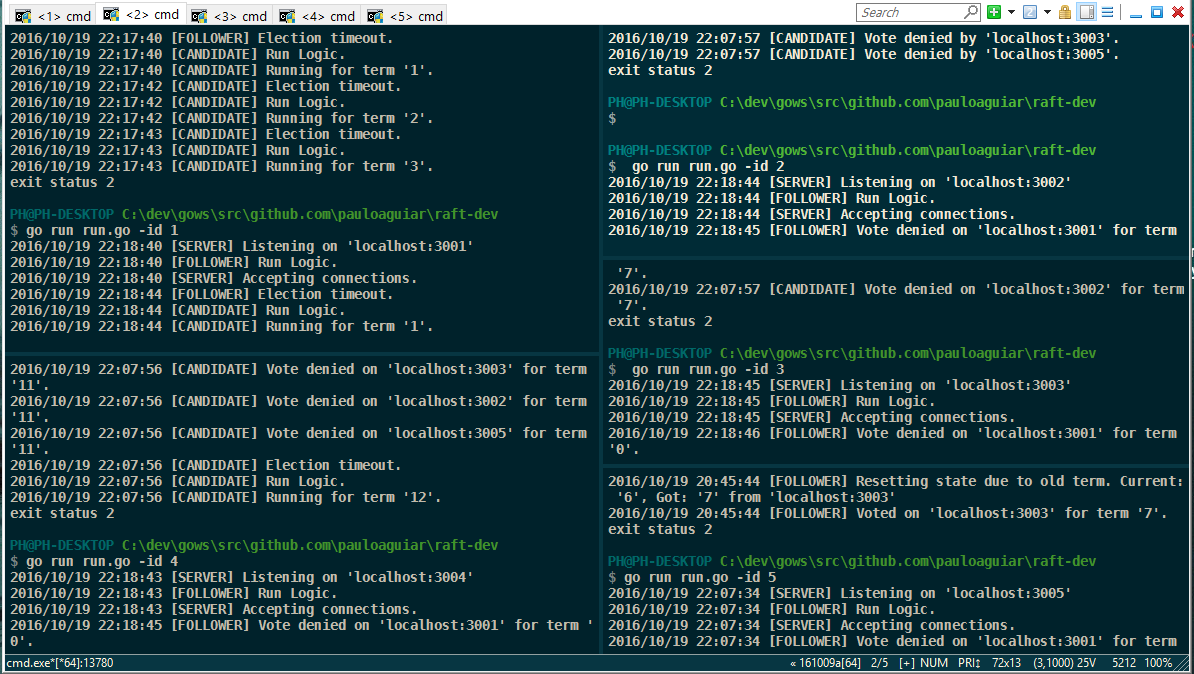 <1> cmd
<2> cmd
<3> cmd
<4> cmd
<5> cmd
Search
2016/10/19 22:17:40 [FOLLOWER] Election timeout.
2016/10/19 22:17:40 [CANDIDATE] Run Logic.
2016/10/19 22:17:40 [CANDIDATE] Running for term '1'.
2016/10/19 22:17:42 [CANDIDATE] Election timeout.
2016/10/19 22:17:42 [CANDIDATE] Run Logic.
2016/10/19 22:17:42 [CANDIDATE] Running for term '2'.
2016/10/19 22:17:43 [CANDIDATE] Election timeout.
2016/10/19 22:17:43 [CANDIDATE] Run Logic.
2016/10/19 22:17:43 [CANDIDATE] Running for term '3'.
exit status 2
PH@PH-DESKTOP C:\dev\gows\src\github.com\pauloaguiar\raft-dev
$ go run run.go -id 1
2016/10/19 22:18:40 [SERVER] Listening on 'localhost:3001'
2016/10/19 22:18:40 [FOLLOWER] Run Logic.
2016/10/19 22:18:40 [SERVER] Accepting connections.
2016/10/19 22:18:44 [FOLLOWER] Election timeout.
2016/10/19 22:18:44 [CANDIDATE] Run Logic.
2016/10/19 22:18:44 [CANDIDATE] Running for term '1'.
2016/10/19 22:07:56 [CANDIDATE] Vote denied on 'localhost:3003' for term
'11'.
2016/10/19 22:07:56 [CANDIDATE] Vote denied on 'localhost:3002' for term
'11'.
2016/10/19 22:07:56 [CANDIDATE] Vote denied on 'localhost:3005' for term
'11'.
2016/10/19 22:07:56 [CANDIDATE] Election timeout.
2016/10/19 22:07:56 [CANDIDATE] Run Logic.
2016/10/19 22:07:56 [CANDIDATE] Running for term '12'.
exit status 2
PH@PH-DESKTOP C:\dev\gows\src\github.com\pauloaguiar\raft-dev
$ go run run.go -id 4
2016/10/19 22:18:43 [SERVER] Listening on 'localhost:3004'
2016/10/19 22:18:43 [FOLLOWER] Run Logic.
2016/10/19 22:18:43 [SERVER] Accepting connections.
2016/10/19 22:18:45 [FOLLOWER] Vote denied on 'localhost:3001' for term '
0'.
2016/10/19 22:07:57 [CANDIDATE] Vote denied by 'localhost:3003'.
2016/10/19 22:07:57 [CANDIDATE] Vote denied by 'localhost:3005'.
exit status 2
PH@PH-DESKTOP C:\dev\gows\src\github.com\pauloaguiar\raft-dev
$
PH@PH-DESKTOP C:\dev\gows\src\github.com\pauloaguiar\raft-dev
$  go run run.go -id 2
2016/10/19 22:18:44 [SERVER] Listening on 'localhost:3002'
2016/10/19 22:18:44 [FOLLOWER] Run Logic.
2016/10/19 22:18:44 [SERVER] Accepting connections.
2016/10/19 22:18:45 [FOLLOWER] Vote denied on 'localhost:3001' for term
'7'.
2016/10/19 22:07:57 [CANDIDATE] Vote denied on 'localhost:3002' for term
'7'.
exit status 2
PH@PH-DESKTOP C:\dev\gows\src\github.com\pauloaguiar\raft-dev
$  go run run.go -id 3
2016/10/19 22:18:45 [SERVER] Listening on 'localhost:3003'
2016/10/19 22:18:45 [FOLLOWER] Run Logic.
2016/10/19 22:18:45 [SERVER] Accepting connections.
2016/10/19 22:18:46 [FOLLOWER] Vote denied on 'localhost:3001' for term
'0'.
2016/10/19 20:45:44 [FOLLOWER] Resetting state due to old term. Current:
'6', Got: '7' from 'localhost:3003'
2016/10/19 20:45:44 [FOLLOWER] Voted on 'localhost:3003' for term '7'.
exit status 2
PH@PH-DESKTOP C:\dev\gows\src\github.com\pauloaguiar\raft-dev
$ go run run.go -id 5
2016/10/19 22:07:34 [SERVER] Listening on 'localhost:3005'
2016/10/19 22:07:34 [FOLLOWER] Run Logic.
2016/10/19 22:07:34 [SERVER] Accepting connections.
2016/10/19 22:07:34 [FOLLOWER] Vote denied on 'localhost:3001' for term
cmd.exe*[*64]:13780
« 161009a[64] 2/5 [+] NUM PRI↕ 72x13 (3,1000) 25V 5212 100%